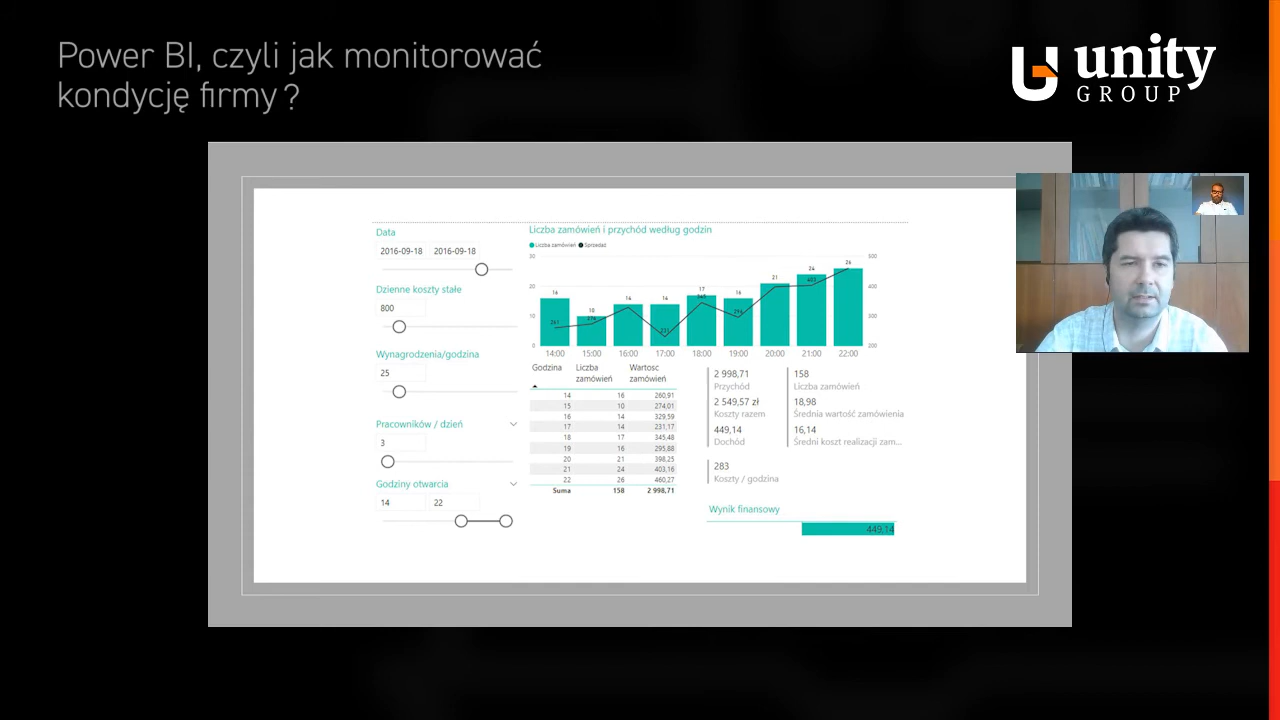 Power BI, czyli jak monitorować
kondycję firmy ?
unity
GROUP
Data
2016-09-18 2016-09-18
Dzienne koszty stałe
800
Wynagrodzenia/godzina
25
Pracowników / dzień
3
Godziny otwarcia
14 22
Liczba zamówień i przychód według godzin
Liczba zamówień Sprzedaż
30
20
10
0
500
400
300
200
16 18 14 14 17 16 21 24 26
261 274 231 345 296 403
14:00 15:00 16:00 17:00 18:00 19:00 20:00 21:00 22:00
Godzina Liczba zamówień Wartosc zamówień
14 16 260,91
15 10 274,01
16 14 329,59
17 14 231,17
18 17 345,48
19 16 295,88
20 21 398,25
21 24 403,16
22 26 460,27
Suma 158 2 998,71
2 998,71
Przychód
2 549,57 zł
Koszty razem
449,14
Dochód
158
Liczba zamówień
18,98
Średnia wartość zamówienia
16,14
Średni koszt realizacji zam...
283
Koszty / godzina
Wynik finansowy
449,14